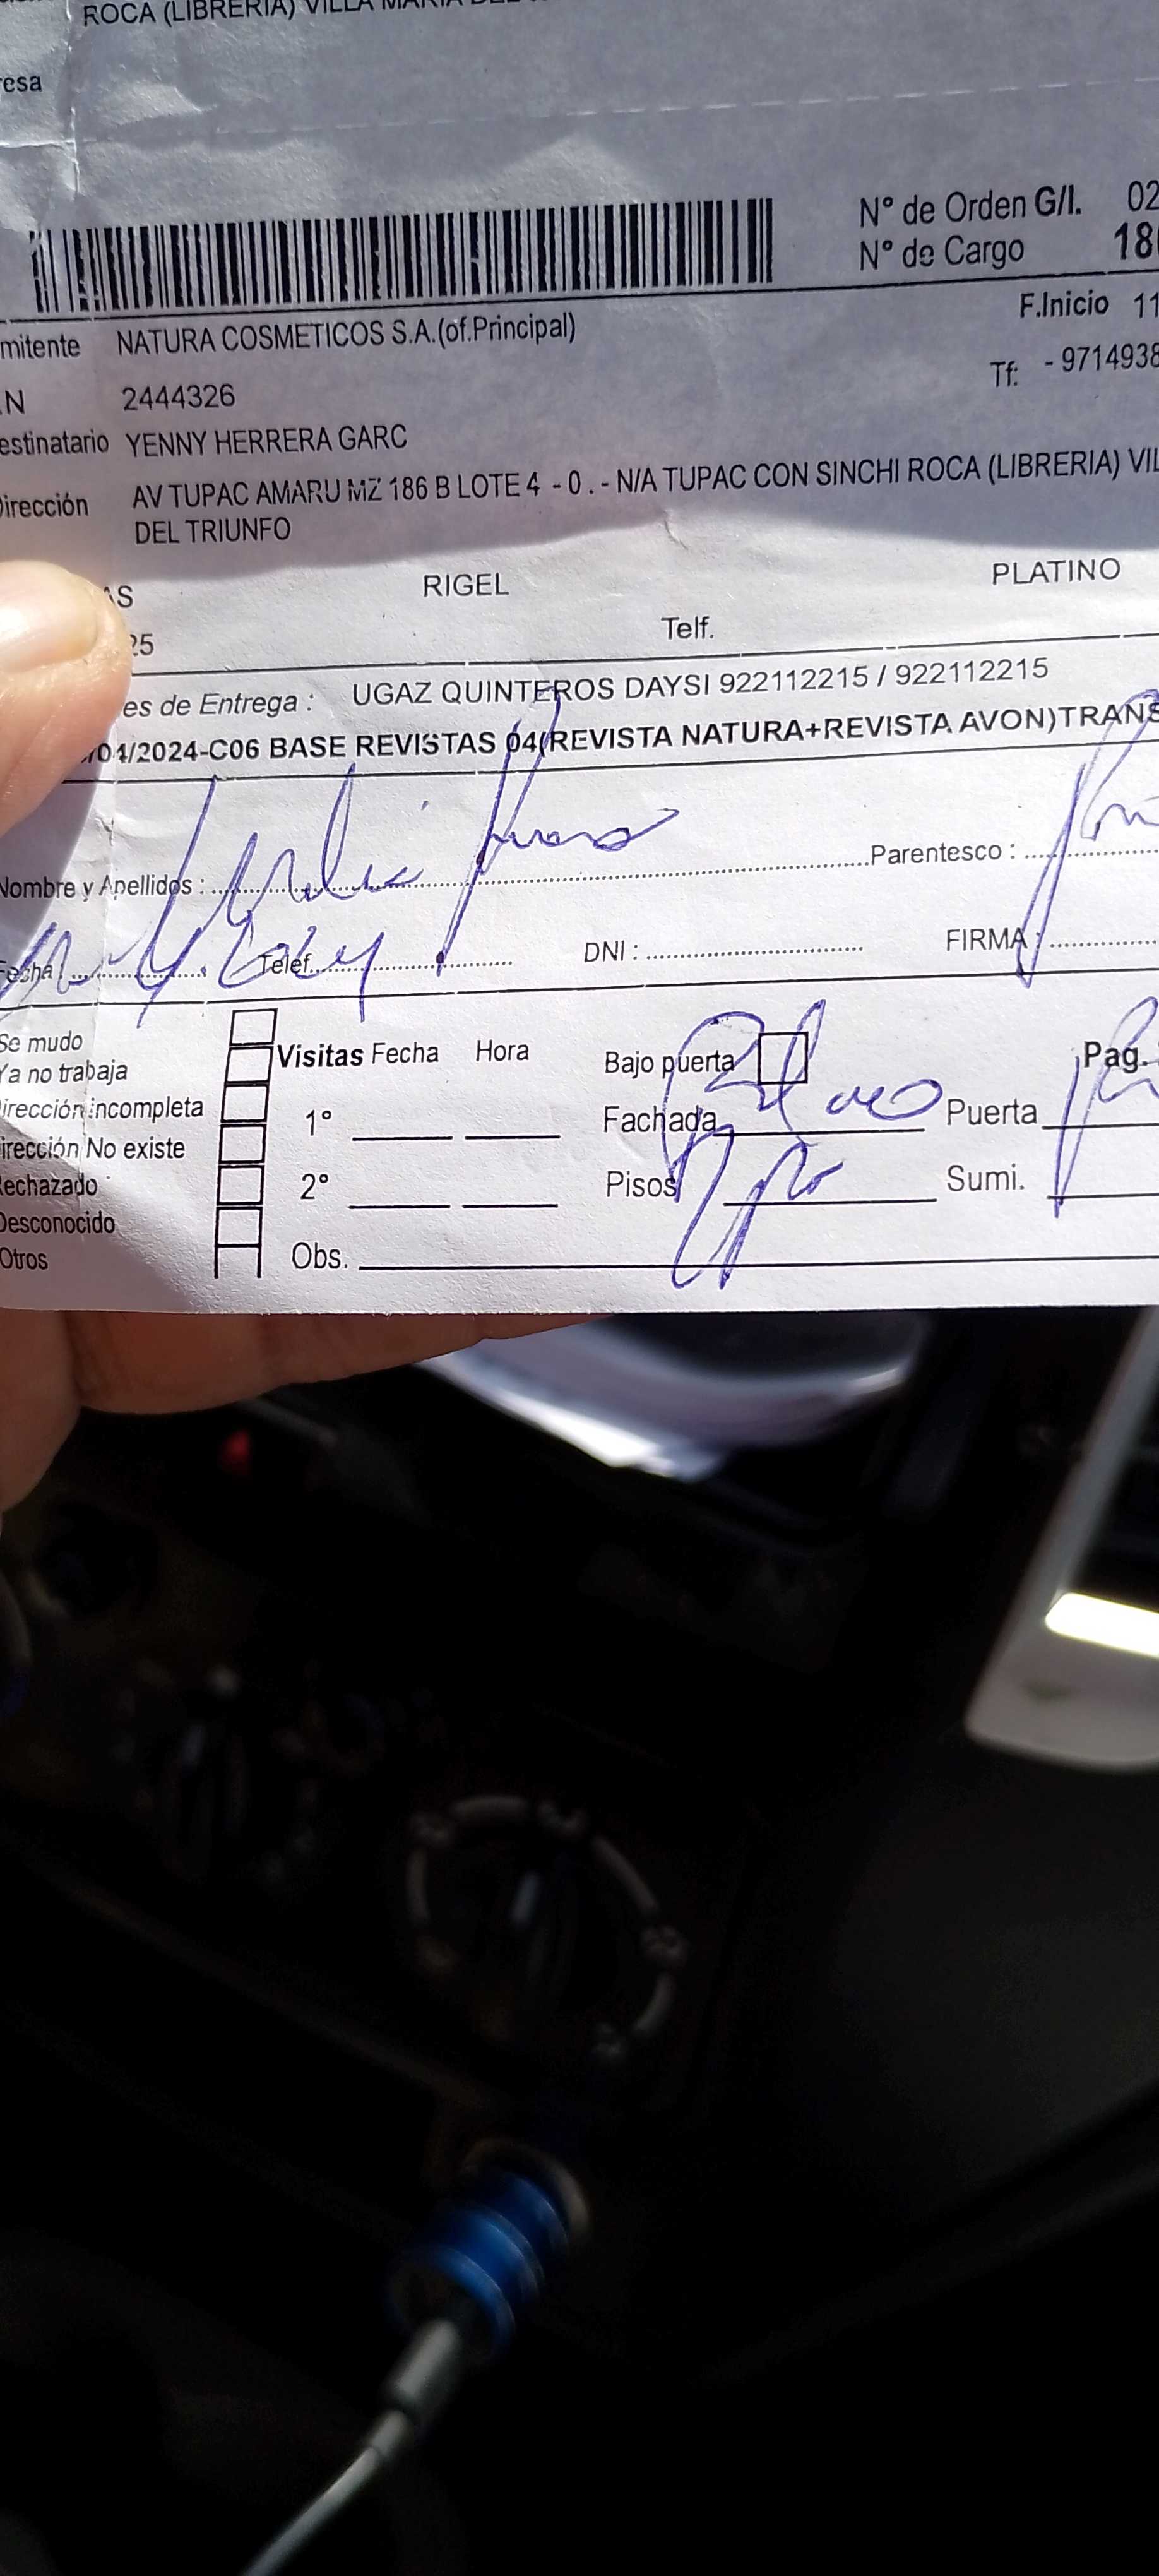 ROCA (LIBRERIA) VILLA MARIA DEL
esa
N° de Orden G/I. 02
N° de Cargo 18
F.Inicio 11
mitente NATURA COSMETICOS S.A.(of.Principal)
Tf: - 9714938
.N 2444326
estinatario YENNY HERRERA GARC
irección AV TUPAC AMARU MZ 186 B LOTE 4 - 0 . - N/A TUPAC CON SINCHI ROCA (LIBRERIA) VIL
DEL TRIUNFO
AS RIGEL PLATINO
25 Telf.
es de Entrega : UGAZ QUINTEROS DAYSI 922112215 / 922112215
/04/2024-C06 BASE REVISTAS 04(REVISTA NATURA+REVISTA AVON)TRANS
Nombre y Apellidos : Parentesco :
Fecha Telef. DNI : FIRMA :
Se mudo
Ya no trabaja
irección incompleta
irección No existe
Rechazado
Desconocido
Otros
Visitas Fecha Hora
1°
2°
Obs.
Bajo puerta Pag.
Fachada Puerta
Pisos Sumi.